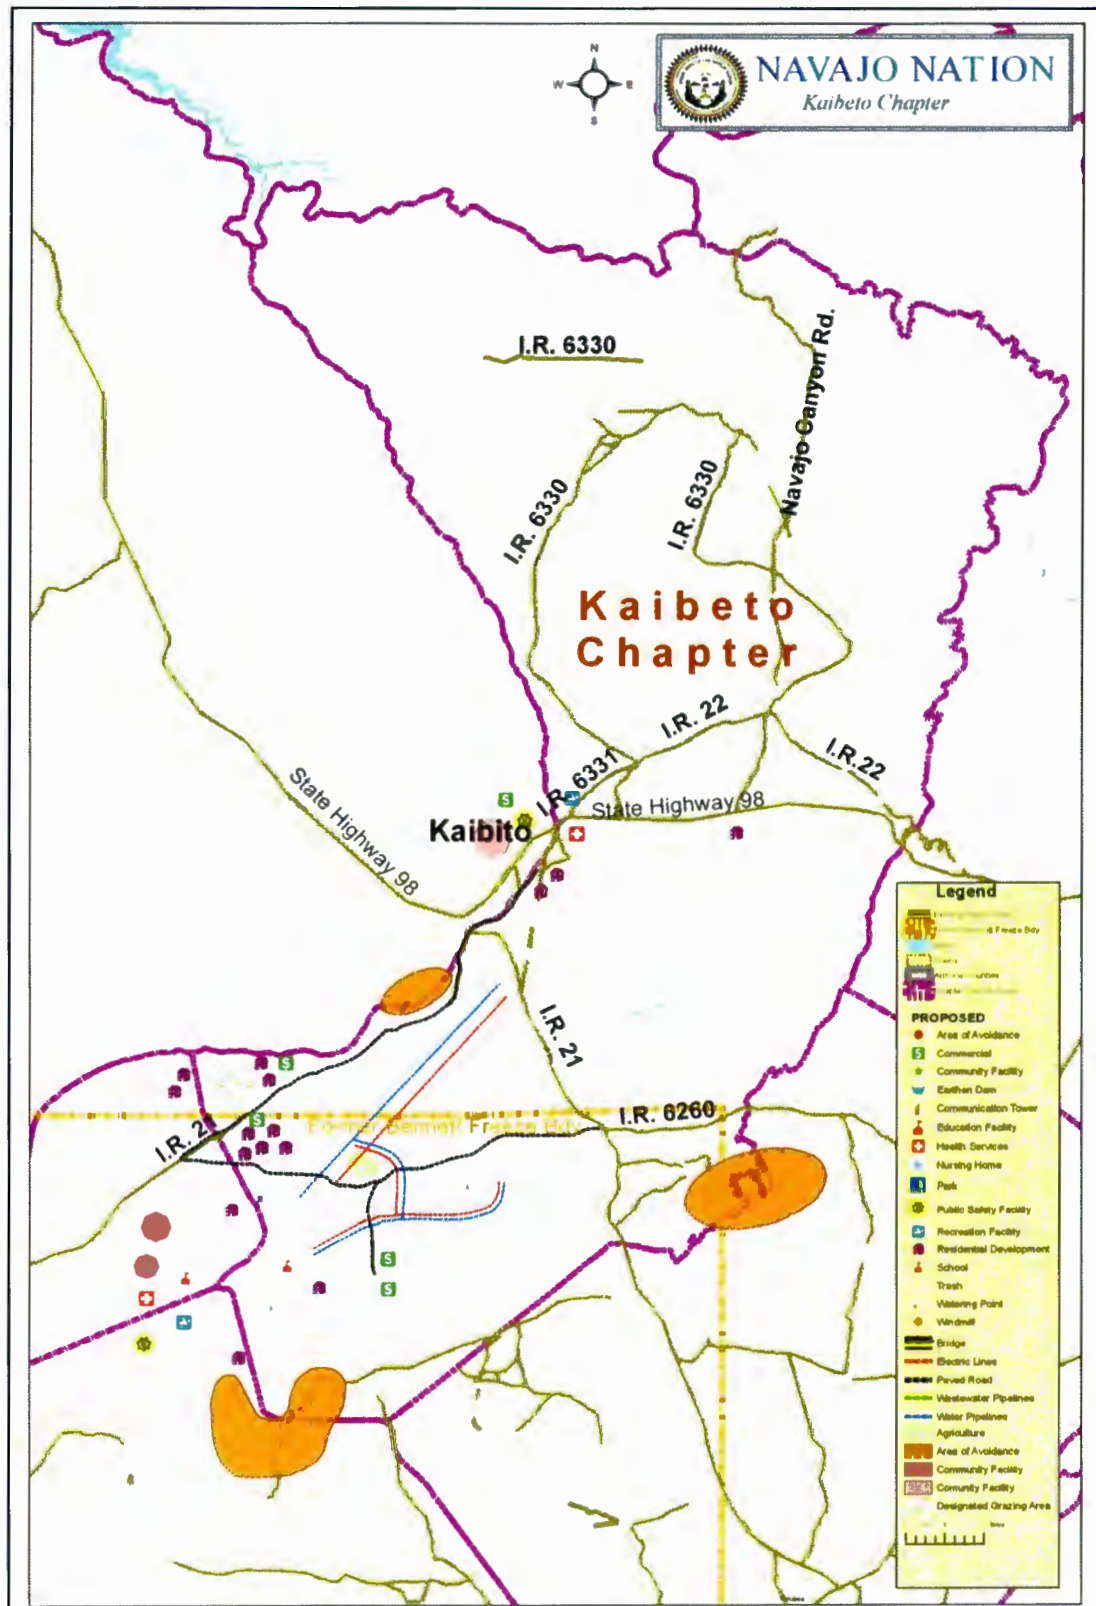 N
W E
S
NAVAJO NATION
Kaibeto Chapter
I.R. 6330
Navajo Canyon Rd.
I.R. 6330
I.R. 6330
Kaibeto
Chapter
I.R. 22
I.R.22
I.R. 6331
State Highway 98
State Highway 98
Kaibito
I.R. 21
I.R. 6260
I.R. 21
Former Bennett Freeze Bdy
Legend
Freeze Bdy
PROPOSED
Area of Avoidance
Commercial
Community Facility
Earthen Dam
Communication Tower
Education Facility
Health Services
Nursing Home
Park
Public Safety Facility
Recreation Facility
Residential Development
School
Trash
Watering Point
Windmill
Bridge
Electric Lines
Paved Road
Wastewater Pipelines
Water Pipelines
Agriculture
Area of Avoidance
Community Facility
Comunity Facility
Designated Grazing Area
Miles